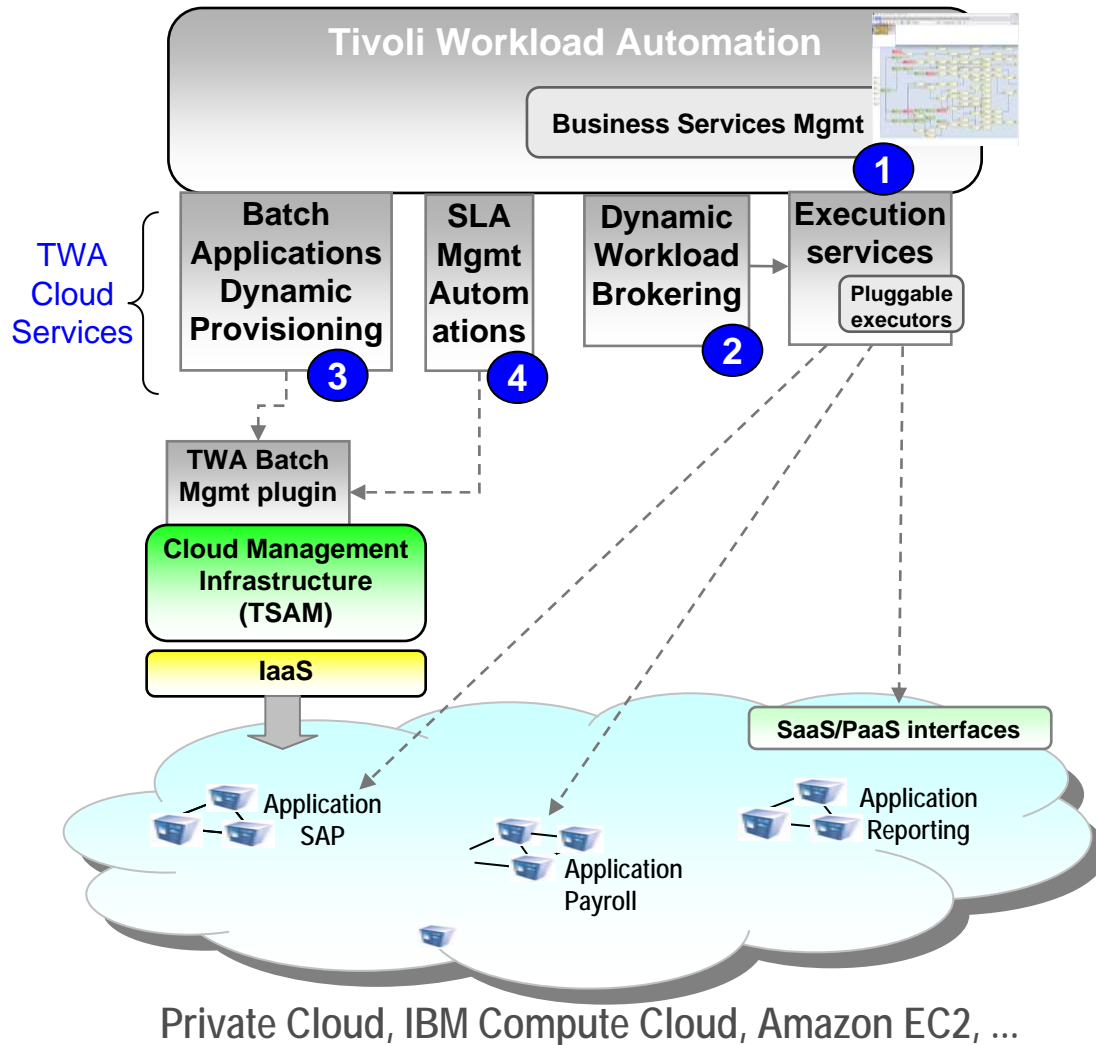 Tivoli Workload Automation
Business Services Mgmt
1
TWA
Cloud
Services
Batch
Applications
Dynamic
Provisioning
3
SLA
Mgmt
Autom
ations
4
Dynamic
Workload
Brokering
2
Execution
services
Pluggable
executors
TWA Batch
Mgmt plugin
Cloud Management
Infrastructure
(TSAM)
IaaS
SaaS/PaaS interfaces
Application
SAP
Application
Payroll
Application
Reporting
Private Cloud, IBM Compute Cloud, Amazon EC2, ...